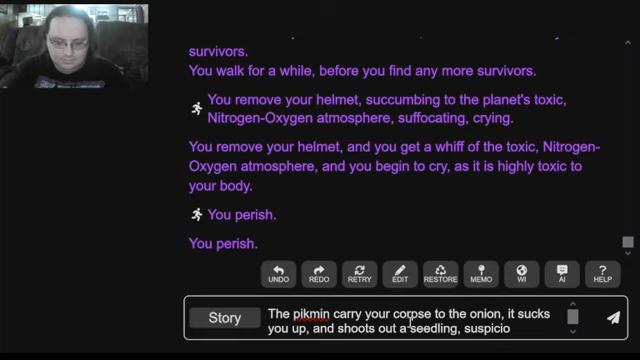 survivors.
You walk for a while, before you find any more survivors.
You remove your helmet, succumbing to the planet's toxic,
Nitrogen-Oxygen atmosphere, suffocating, crying.
You remove your helmet, and you get a whiff of the toxic, Nitrogen-
Oxygen atmosphere, and you begin to cry, as it is highly toxic to
your body.
You perish.
You perish.
UNDO REDO RETRY EDIT RESTORE MEMO WI AI HELP
Story
The pikmin carry your corpse to the onion, it sucks
you up, and shoots out a seedling, suspicio